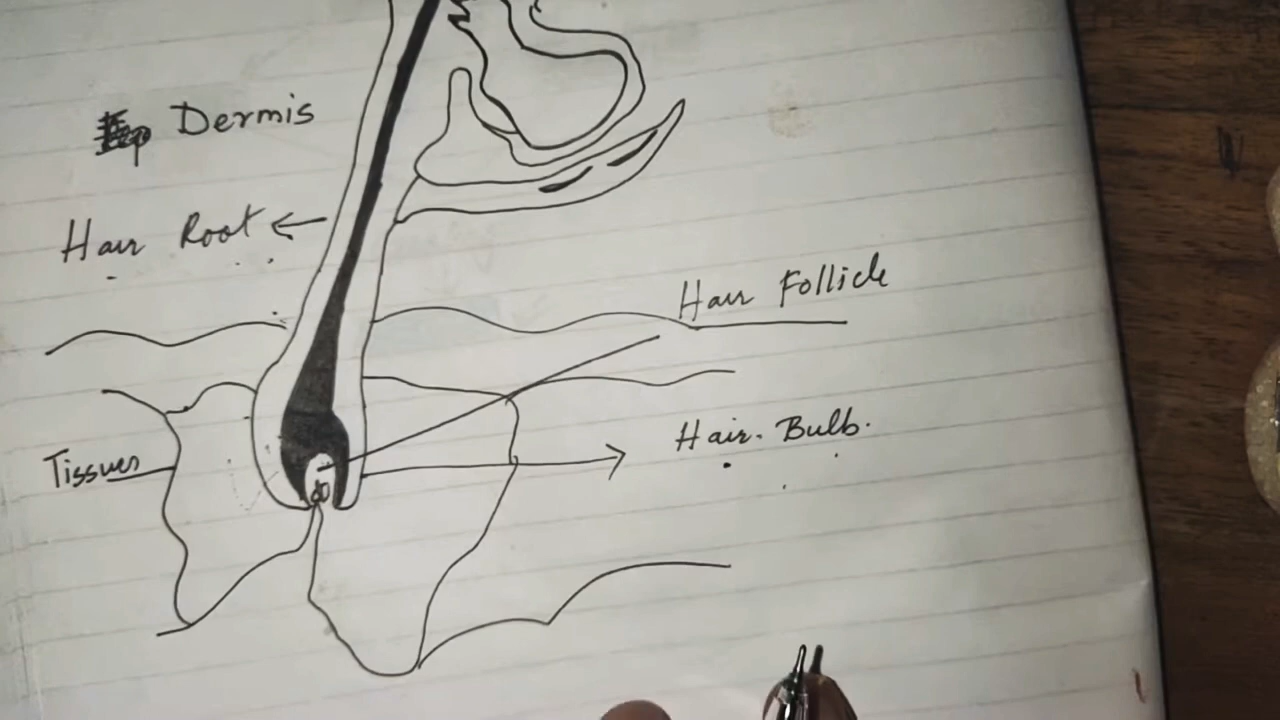 Dermis
Hair Root
Hair Follicle
Hair. Bulb.
Tissues